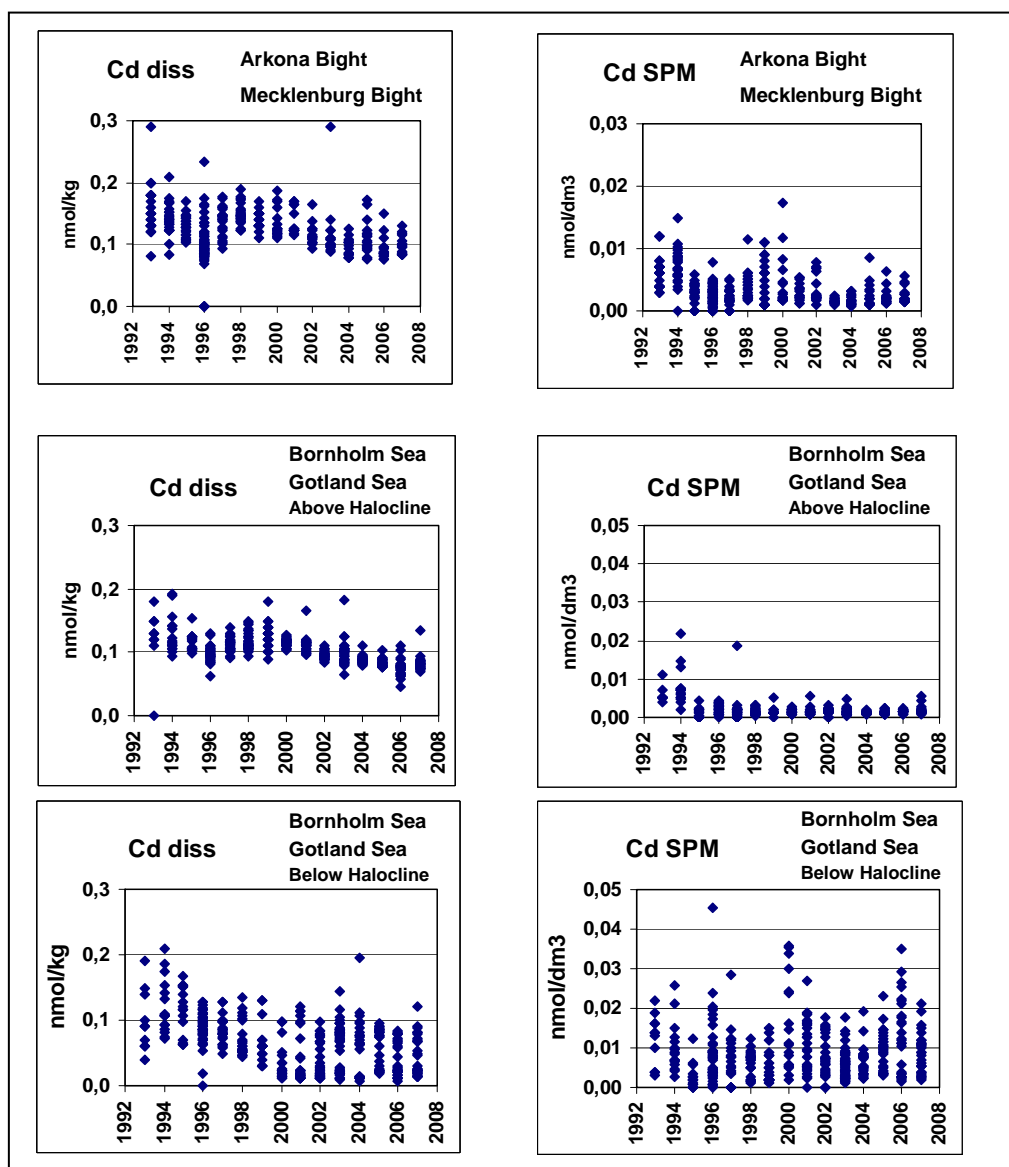 Cd diss
Arkona Bight
Mecklenburg Bight
0,3
0,2
0,1
0,0
nmol/kg
1992 1994 1996 1998 2000 2002 2004 2006 2008
Cd SPM
Arkona Bight
Mecklenburg Bight
0,03
0,02
0,01
0,00
nmol/dm3
1992 1994 1996 1998 2000 2002 2004 2006 2008
Cd diss
Bornholm Sea
Gotland Sea
Above Halocline
0,3
0,2
0,1
0,0
nmol/kg
1992 1994 1996 1998 2000 2002 2004 2006 2008
Cd SPM
Bornholm Sea
Gotland Sea
Above Halocline
0,05
0,04
0,03
0,02
0,01
0,00
nmol/dm3
1992 1994 1996 1998 2000 2002 2004 2006 2008
Cd diss
Bornholm Sea
Gotland Sea
Below Halocline
0,3
0,2
0,1
0,0
nmol/kg
1992 1994 1996 1998 2000 2002 2004 2006 2008
Cd SPM
Bornholm Sea
Gotland Sea
Below Halocline
0,05
0,04
0,03
0,02
0,01
0,00
nmol/dm3
1992 1994 1996 1998 2000 2002 2004 2006 2008